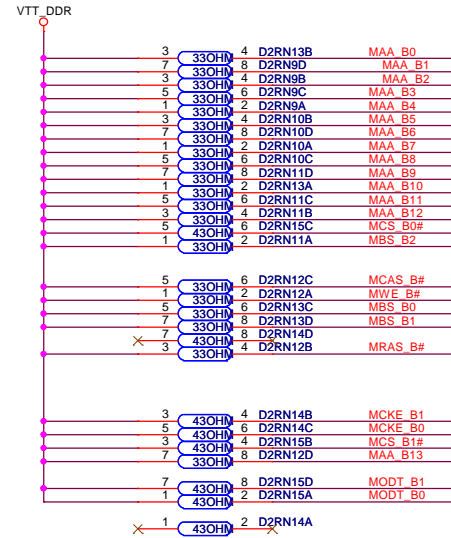 VTT_DDR
3 33OHM 4 D2RN13B MAA_B0
7 33OHM 8 D2RN9D MAA_B1
3 33OHM 4 D2RN9B MAA_B2
5 33OHM 6 D2RN9C MAA_B3
1 33OHM 2 D2RN9A MAA_B4
3 33OHM 4 D2RN10B MAA_B5
7 33OHM 8 D2RN10D MAA_B6
1 33OHM 2 D2RN10A MAA_B7
5 33OHM 6 D2RN10C MAA_B8
7 33OHM 8 D2RN11D MAA_B9
1 33OHM 2 D2RN13A MAA_B10
5 33OHM 6 D2RN11C MAA_B11
3 33OHM 4 D2RN11B MAA_B12
5 43OHM 6 D2RN15C MCS_B0#
1 33OHM 2 D2RN11A MBS_B2
5 33OHM 6 D2RN12C MCAS_B#
1 33OHM 2 D2RN12A MWE_B#
5 33OHM 6 D2RN13C MBS_B0
7 33OHM 8 D2RN13D MBS_B1
7 43OHM 8 D2RN14D
3 33OHM 4 D2RN12B MRAS_B#
3 43OHM 4 D2RN14B MCKE_B1
5 43OHM 6 D2RN14C MCKE_B0
3 43OHM 4 D2RN15B MCS_B1#
7 33OHM 8 D2RN12D MAA_B13
7 43OHM 8 D2RN15D MODT_B1
1 43OHM 2 D2RN15A MODT_B0
1 43OHM 2 D2RN14A